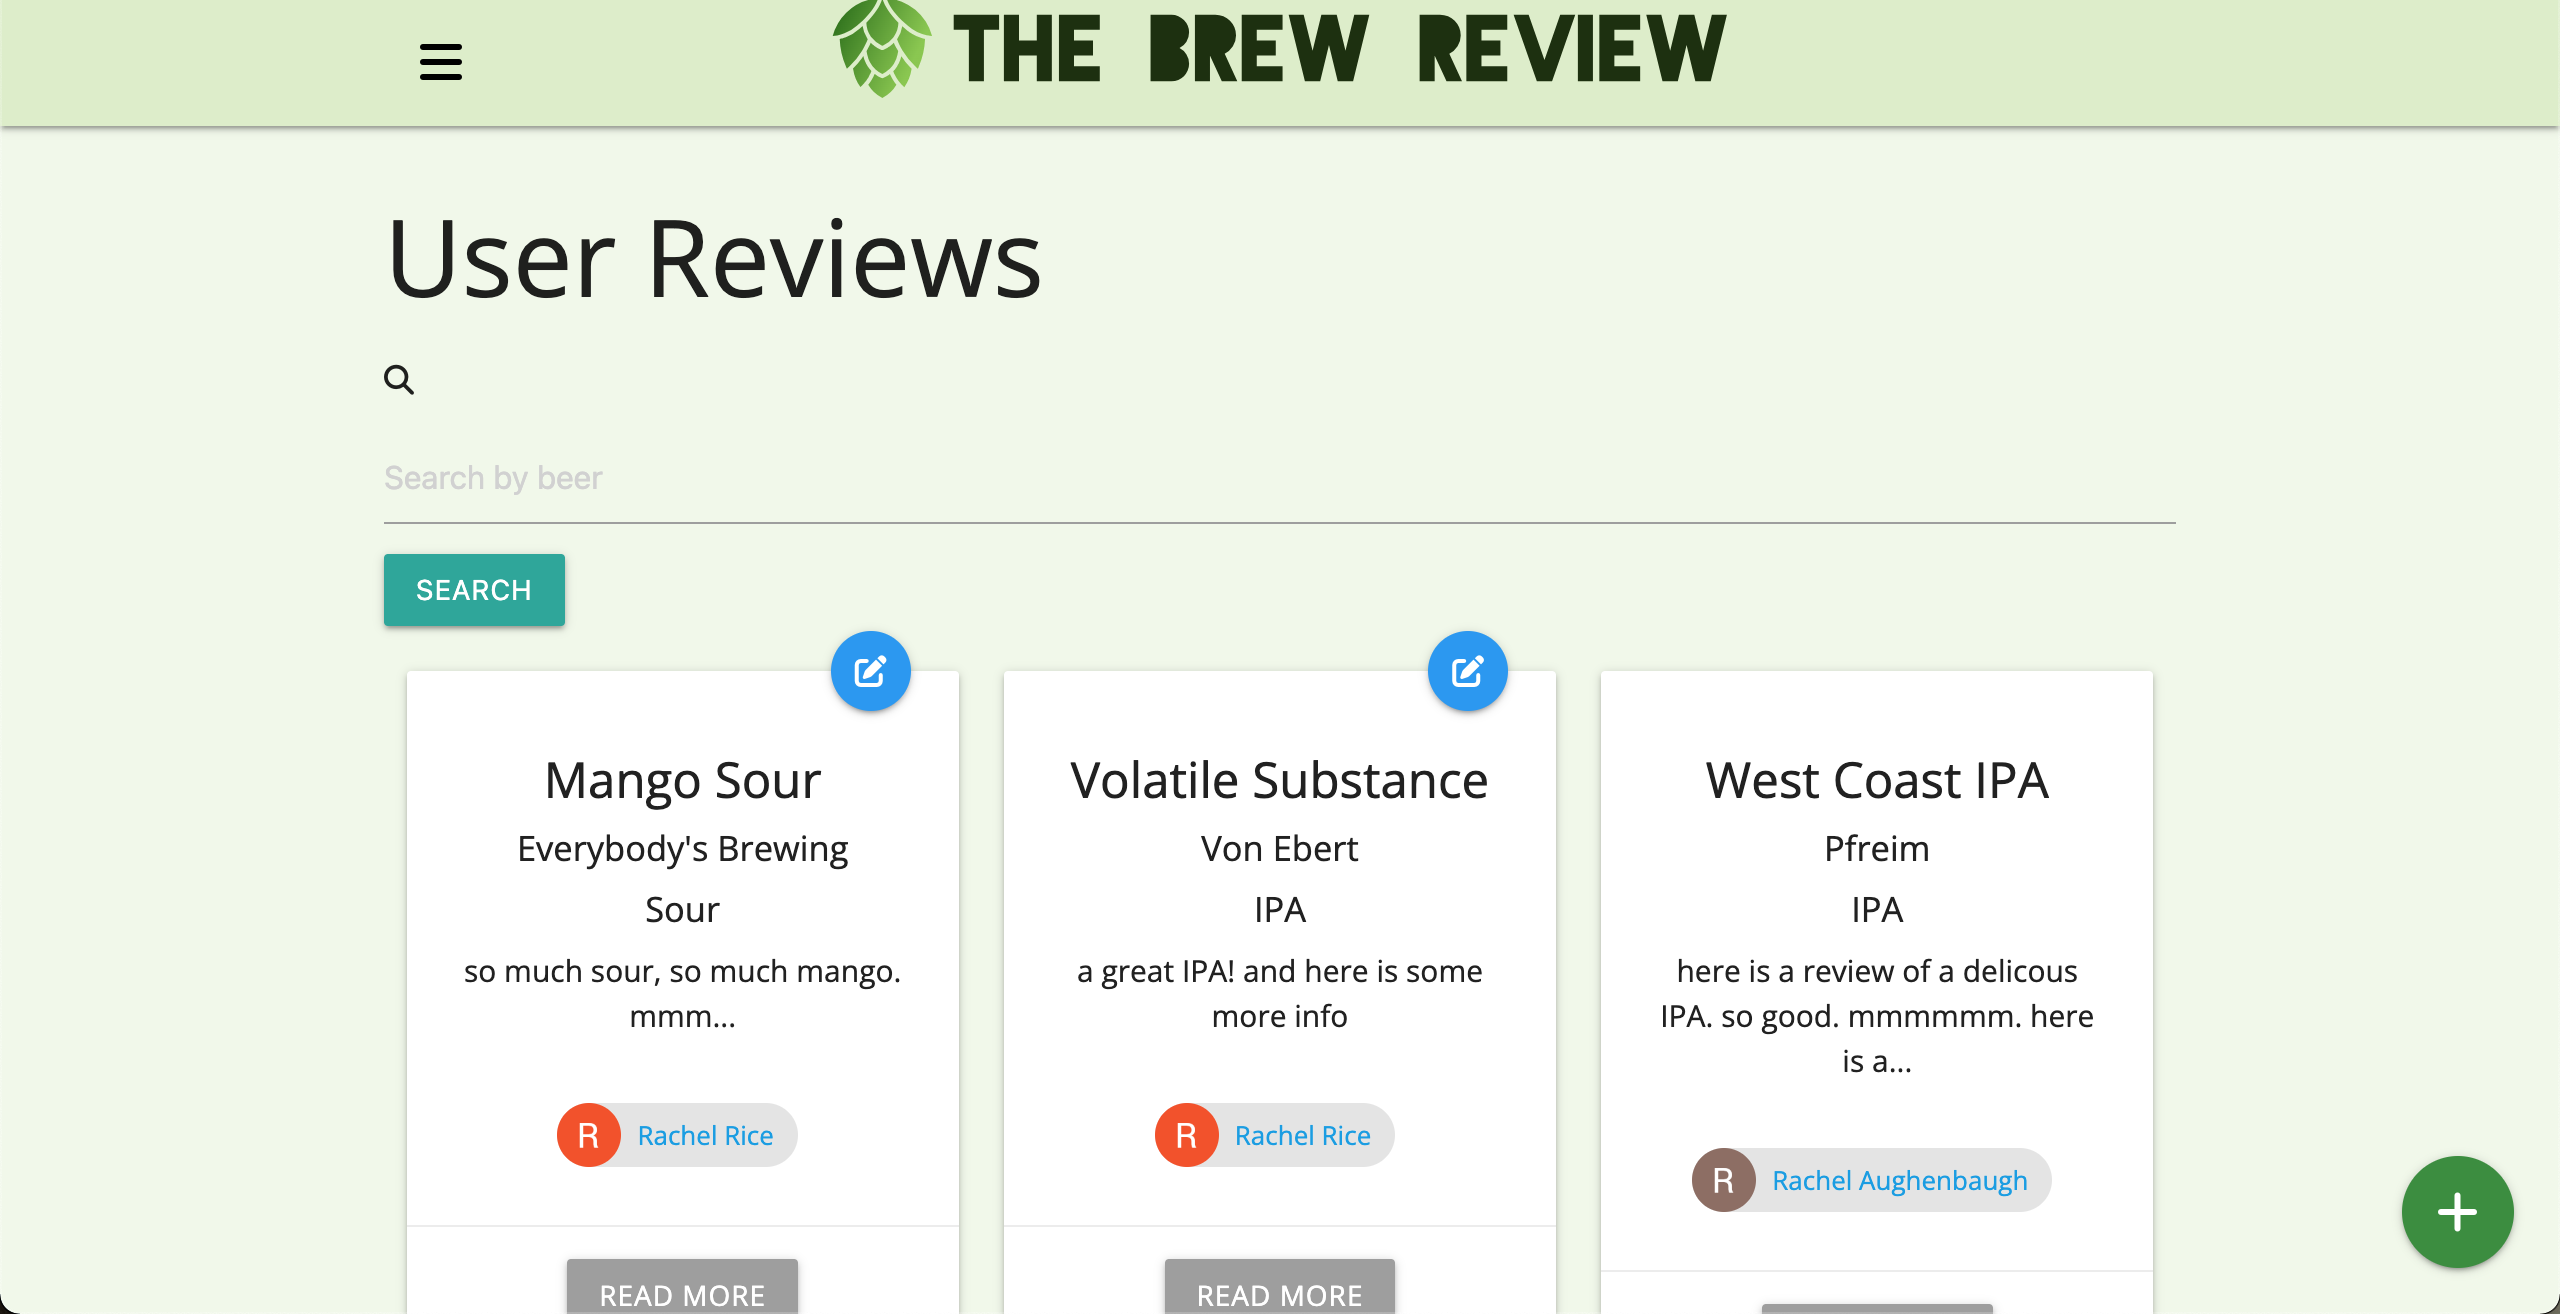 THE BREW REVIEW
User Reviews
Search by beer
SEARCH
Mango Sour
Everybody's Brewing
Sour
so much sour, so much mango.
mmm...
R Rachel Rice
READ MORE
Volatile Substance
Von Ebert
IPA
a great IPA! and here is some
more info
R Rachel Rice
READ MORE
West Coast IPA
Pfreim
IPA
here is a review of a delicous
IPA. so good. mmmmmm. here
is a...
R Rachel Aughenbaugh